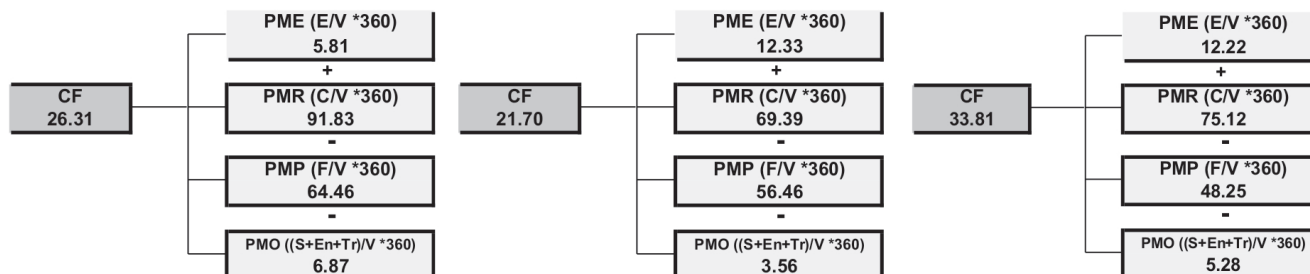 CF
26.31
PME (E/V *360)
5.81
+
PMR (C/V *360)
91.83
-
PMP (F/V *360)
64.46
-
PMO ((S+En+Tr)/V *360)
6.87
CF
21.70
PME (E/V *360)
12.33
+
PMR (C/V *360)
69.39
-
PMP (F/V *360)
56.46
-
PMO ((S+En+Tr)/V *360)
3.56
CF
33.81
PME (E/V *360)
12.22
+
PMR (C/V *360)
75.12
-
PMP (F/V *360)
48.25
-
PMO ((S+En+Tr)/V *360)
5.28